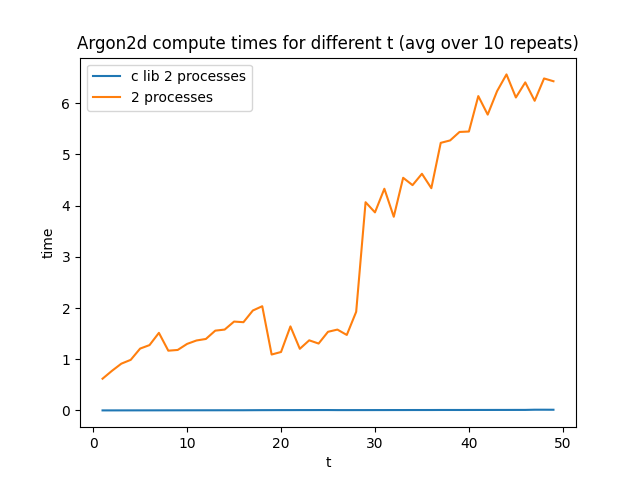 Argon2d compute times for different t (avg over 10 repeats)
c lib 2 processes
2 processes
6
5
4
3
2
1
0
time
0 10 20 30 40 50
t